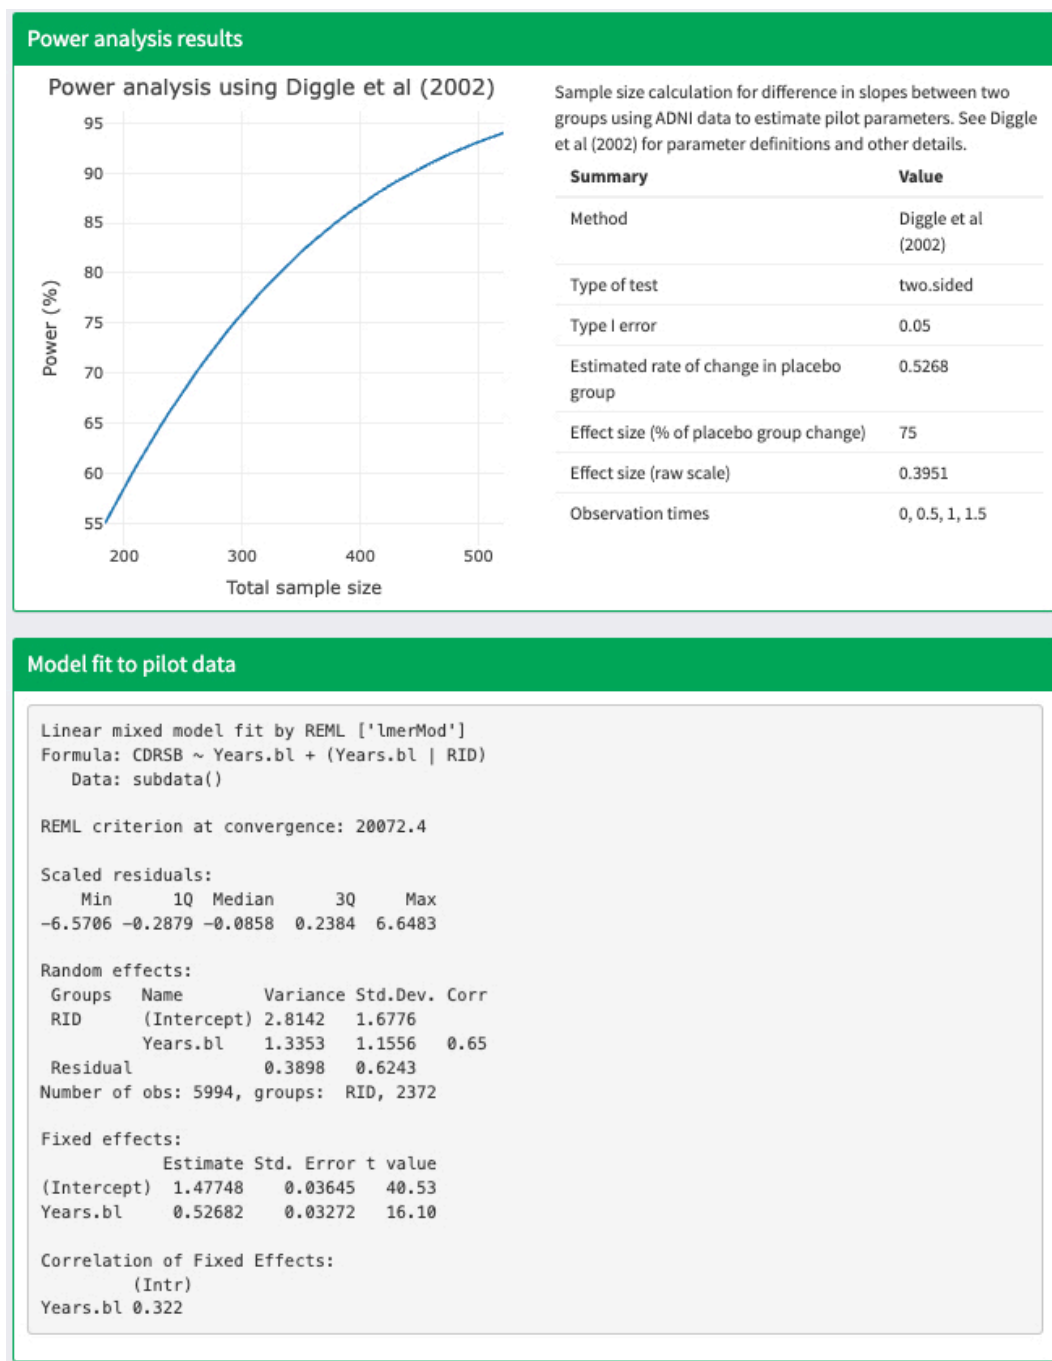 Power analysis results
Power analysis using Diggle et al (2002)
95
90
85
80
75
70
65
60
55
Power (%)
200 300 400 500
Total sample size
Sample size calculation for difference in slopes between two
groups using ADNI data to estimate pilot parameters. See Diggle
et al (2002) for parameter definitions and other details.
Summary Value
Method Diggle et al
(2002)
Type of test two.sided
Type I error 0.05
Estimated rate of change in placebo 0.5268
group
Effect size (% of placebo group change) 75
Effect size (raw scale) 0.3951
Observation times 0, 0.5, 1, 1.5
Model fit to pilot data
Linear mixed model fit by REML ['lmerMod']
Formula: CDRSB ~ Years.bl + (Years.bl | RID)
Data: subdata()
REML criterion at convergence: 20072.4
Scaled residuals:
Min 1Q Median 3Q Max
-6.5706 -0.2879 -0.0858 0.2384 6.6483
Random effects:
Groups Name Variance Std.Dev. Corr
RID (Intercept) 2.8142 1.6776
Years.bl 1.3353 1.1556 0.65
Residual 0.3898 0.6243
Number of obs: 5994, groups: RID, 2372
Fixed effects:
Estimate Std. Error t value
(Intercept) 1.47748 0.03645 40.53
Years.bl 0.52682 0.03272 16.10
Correlation of Fixed Effects:
(Intr)
Years.bl 0.322